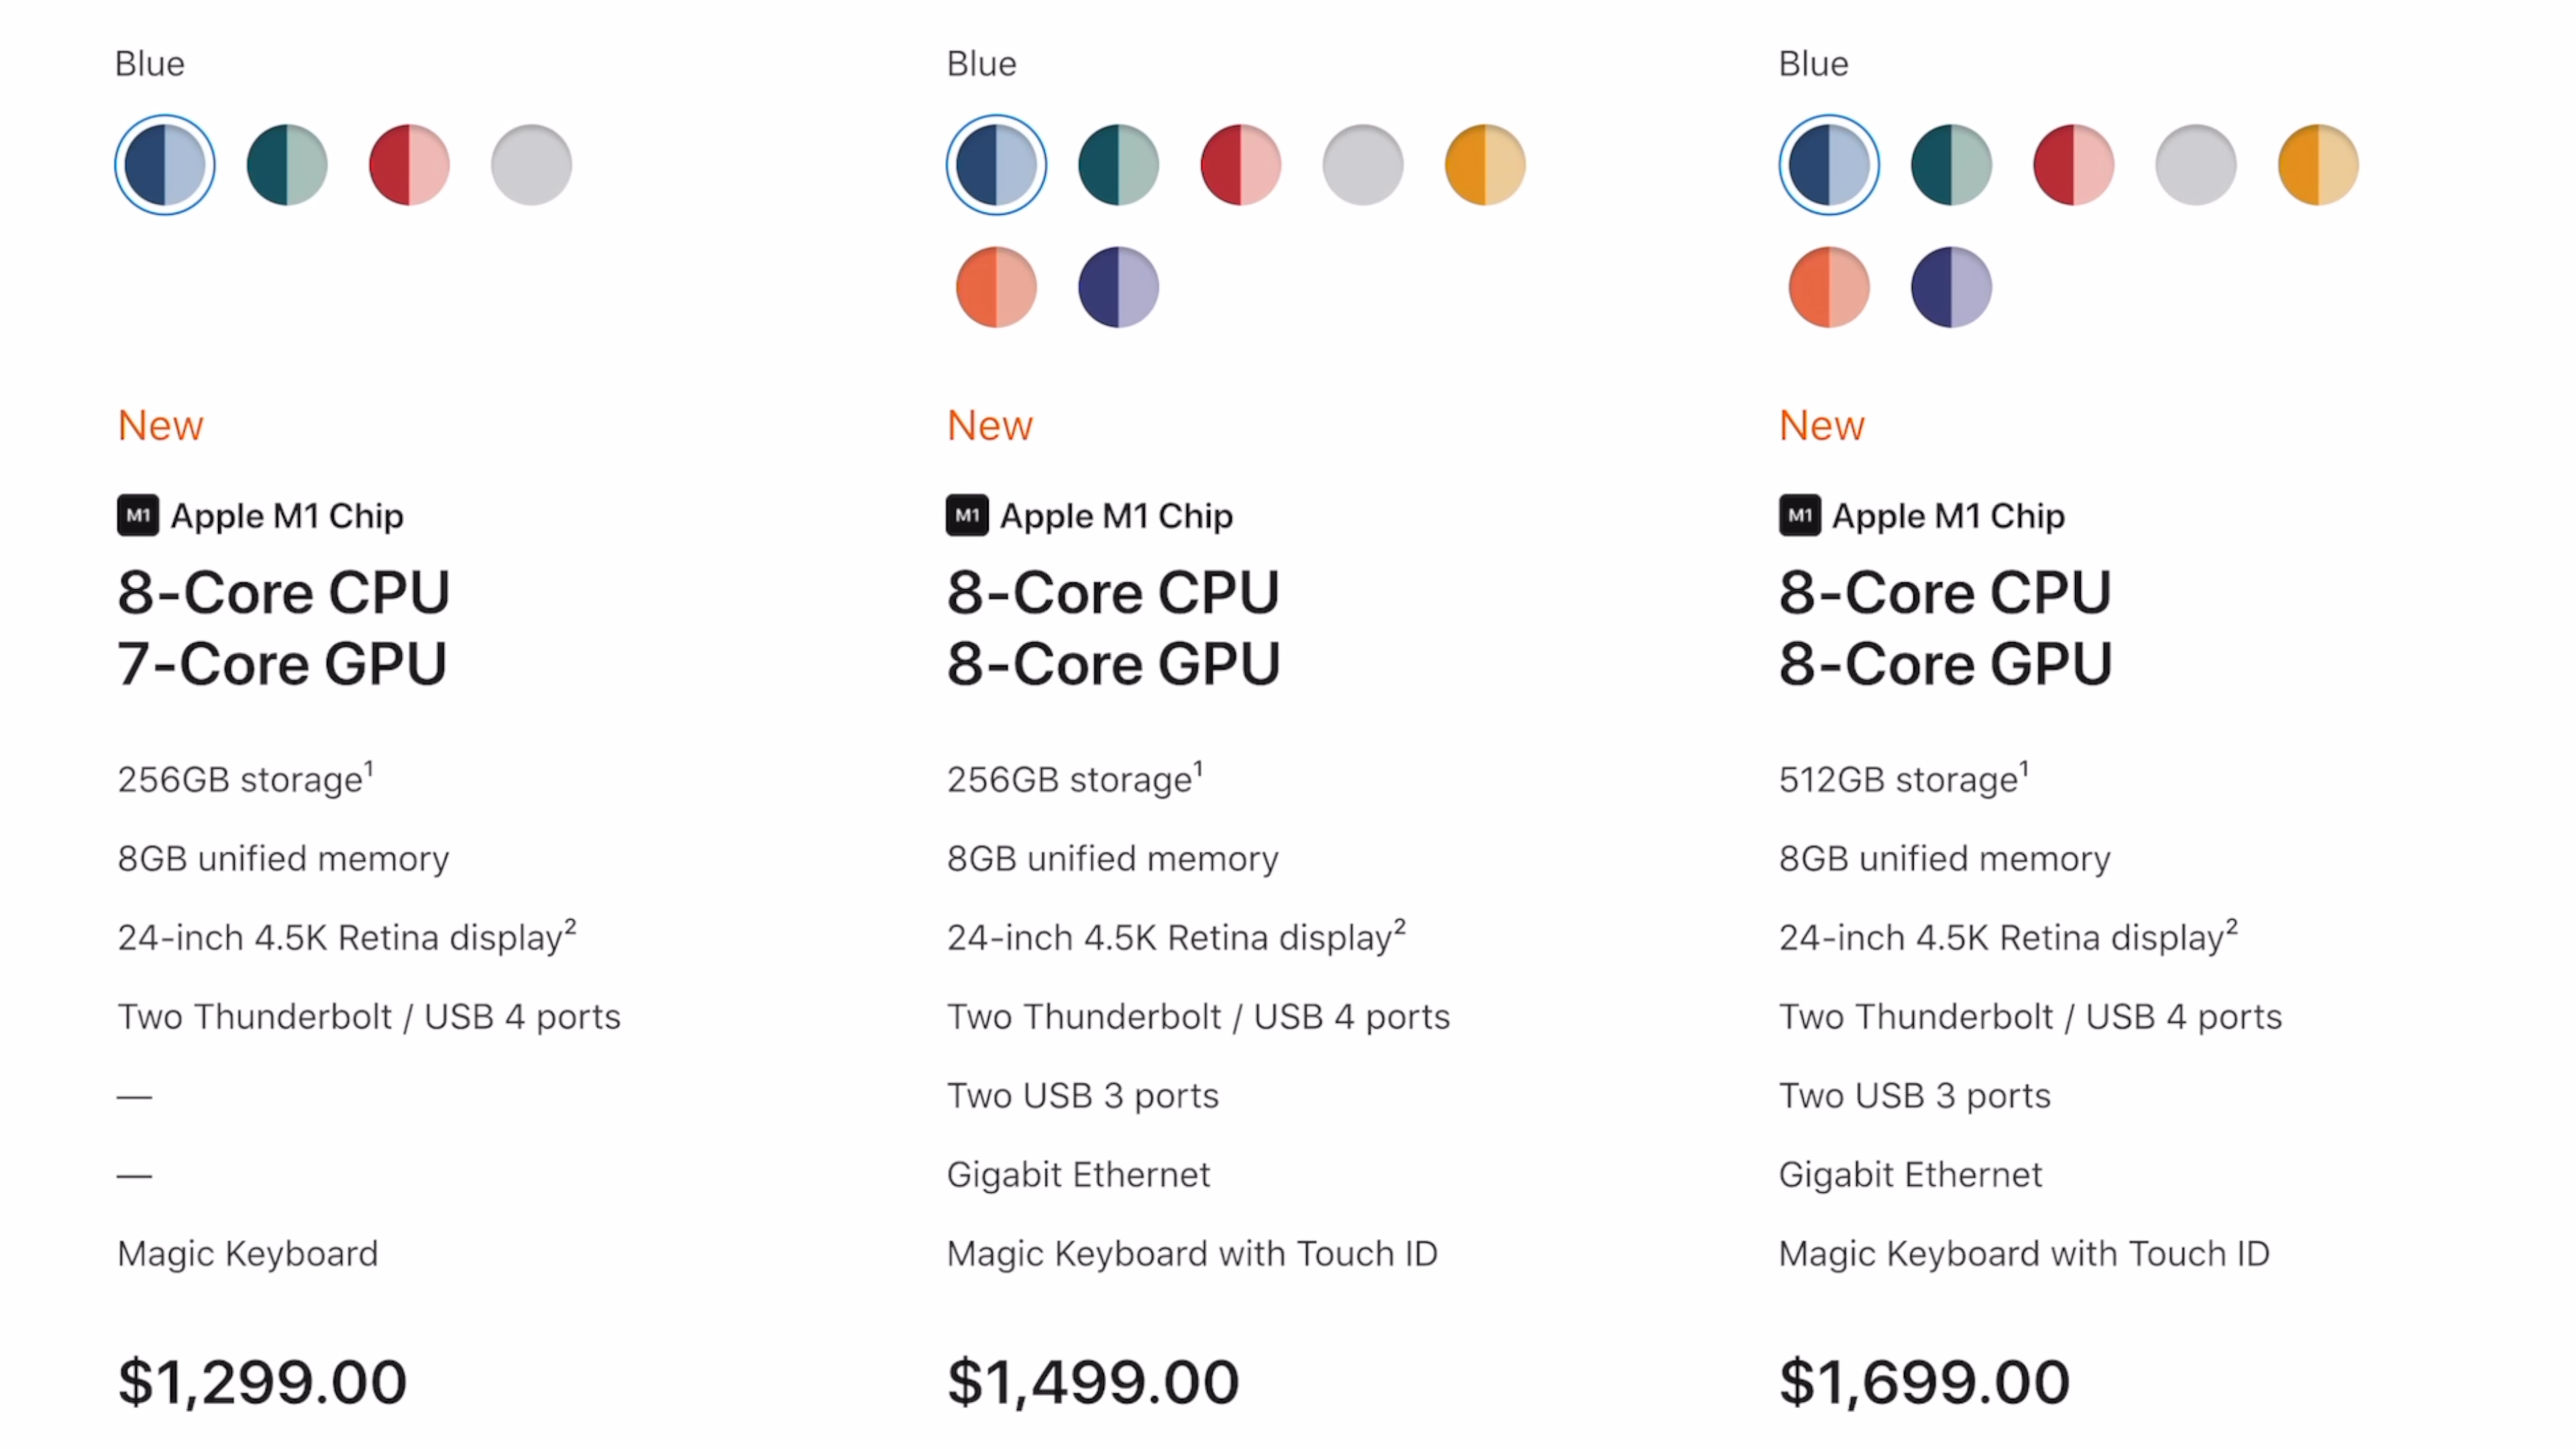 Blue
New
M1 Apple M1 Chip
8-Core CPU
7-Core GPU
256GB storage¹
8GB unified memory
24-inch 4.5K Retina display²
Two Thunderbolt / USB 4 ports
—
—
Magic Keyboard
$1,299.00
Blue
New
M1 Apple M1 Chip
8-Core CPU
8-Core GPU
256GB storage¹
8GB unified memory
24-inch 4.5K Retina display²
Two Thunderbolt / USB 4 ports
Two USB 3 ports
Gigabit Ethernet
Magic Keyboard with Touch ID
$1,499.00
Blue
New
M1 Apple M1 Chip
8-Core CPU
8-Core GPU
512GB storage¹
8GB unified memory
24-inch 4.5K Retina display²
Two Thunderbolt / USB 4 ports
Two USB 3 ports
Gigabit Ethernet
Magic Keyboard with Touch ID
$1,699.00